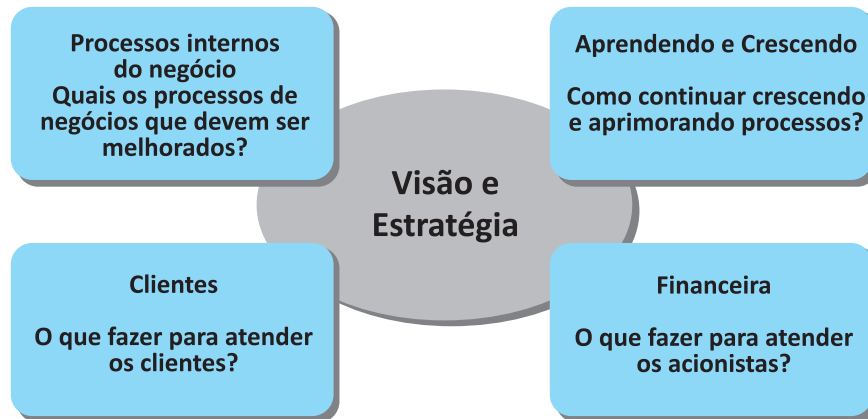 Processos internos
do negócio
Quais os processos de
negócios que devem ser
melhorados?
Aprendendo e Crescendo
Como continuar crescendo
e aprimorando processos?
Visão e
Estratégia
Clientes
O que fazer para atender
os clientes?
Financeira
O que fazer para atender
os acionistas?